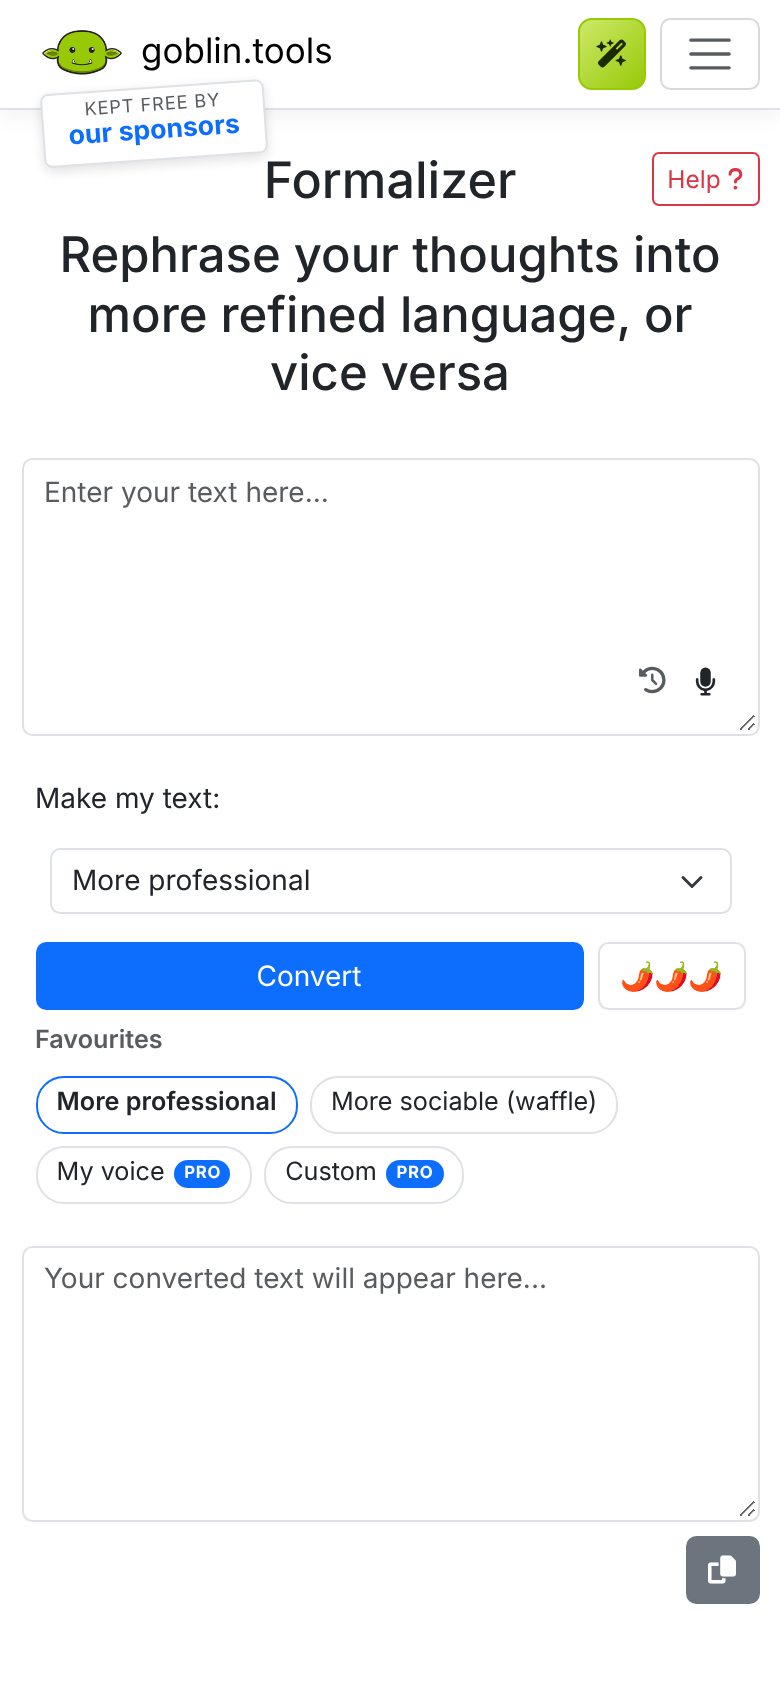 goblin.tools
KEPT FREE BY
our sponsors
Formalizer
Help ?
Rephrase your thoughts into
more refined language, or
vice versa
Enter your text here...
Make my text:
More professional
Convert
🌶️🌶️🌶️
Favourites
More professional
More sociable (waffle)
My voice PRO
Custom PRO
Your converted text will appear here...